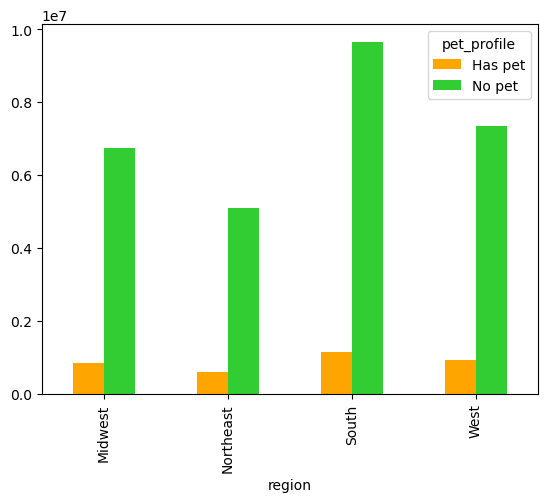 1e7
1.0
0.8
0.6
0.4
0.2
0.0
pet_profile
Has pet
No pet
Midwest
Northeast
South
West
region